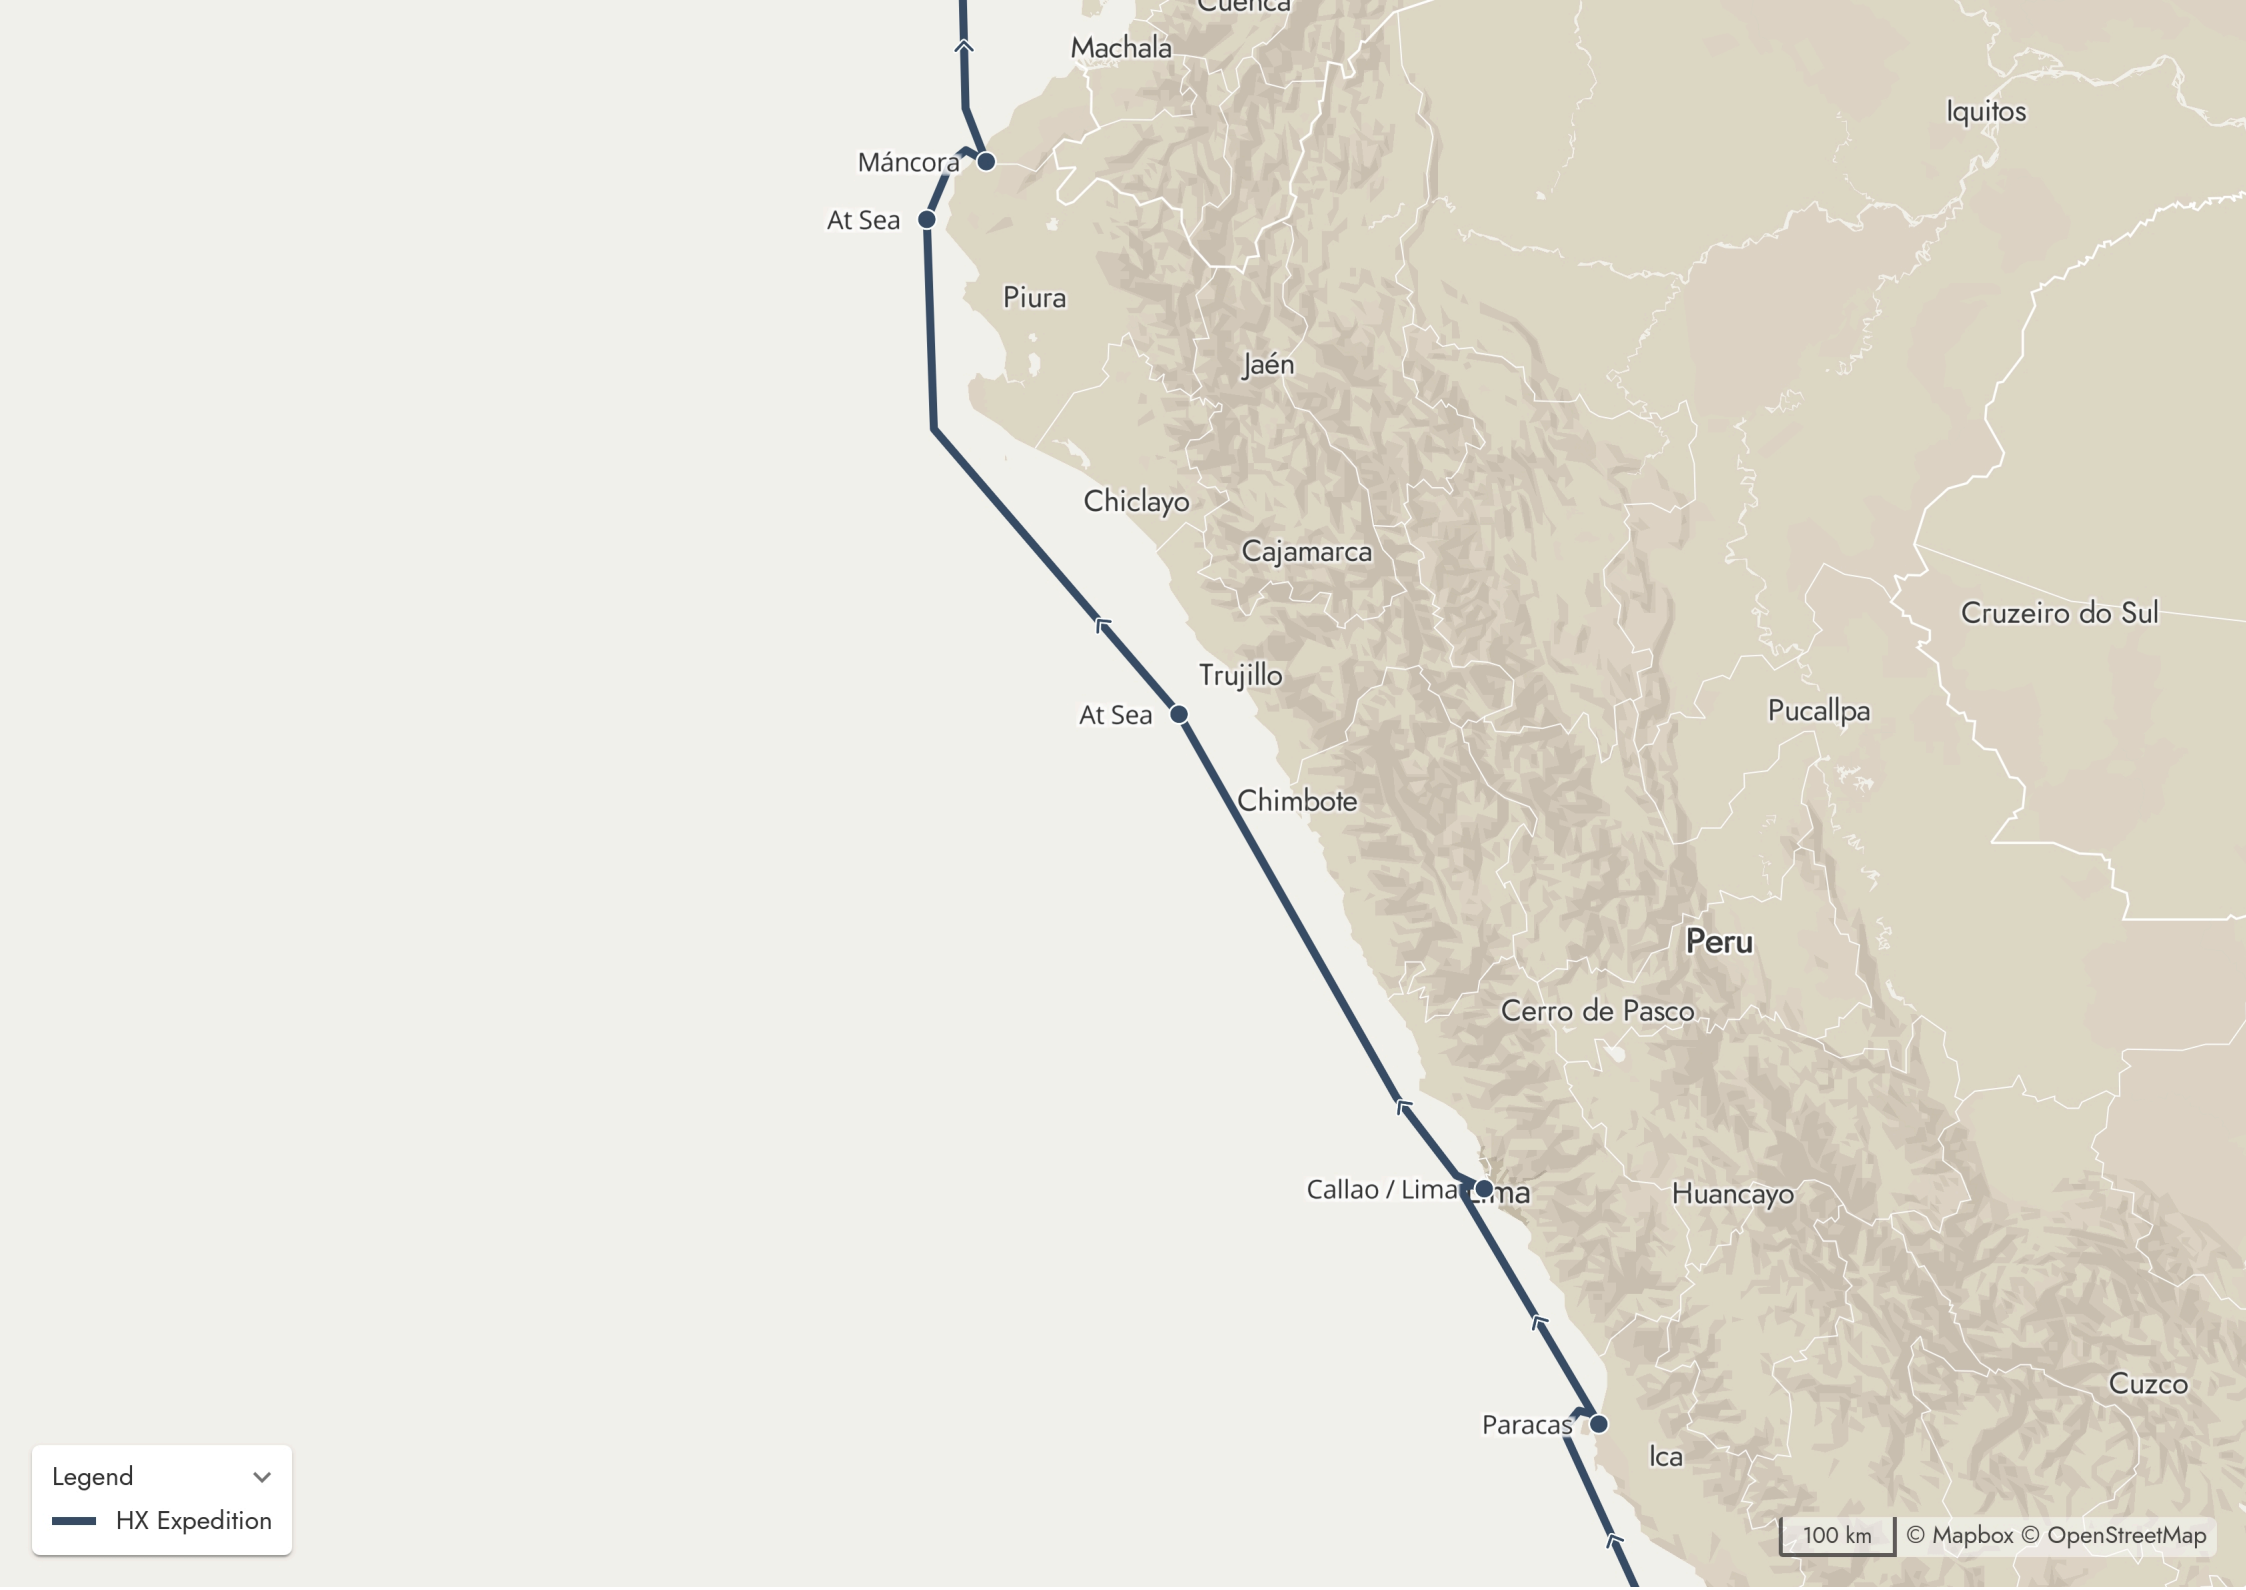 Cuenca
Machala
Iquitos
Máncora
At Sea
Piura
Jaén
Chiclayo
Cajamarca
Cruzeiro do Sul
Trujillo
At Sea
Pucallpa
Chimbote
Peru
Cerro de Pasco
Callao / Lima
Lima
Huancayo
Cuzco
Paracas
Ica
Legend
HX Expedition
100 km
© Mapbox © OpenStreetMap